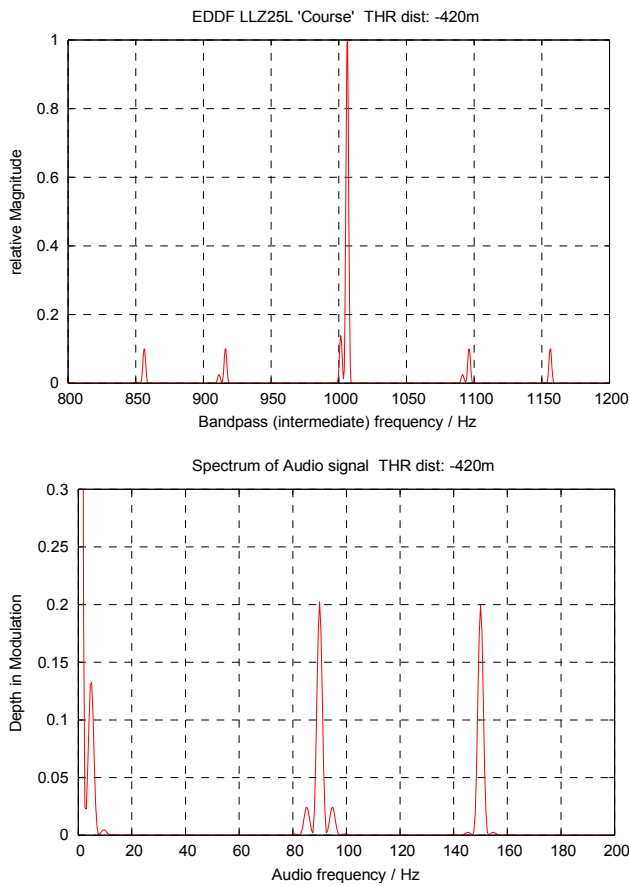 EDDF LLZ25L 'Course' THR dist: -420m
1
0.8
0.6
0.4
0.2
0
relative Magnitude
800 850 900 950 1000 1050 1100 1150 1200
Bandpass (intermediate) frequency / Hz
Spectrum of Audio signal THR dist: -420m
0.3
0.25
0.2
0.15
0.1
0.05
0
Depth in Modulation
0 20 40 60 80 100 120 140 160 180 200
Audio frequency / Hz